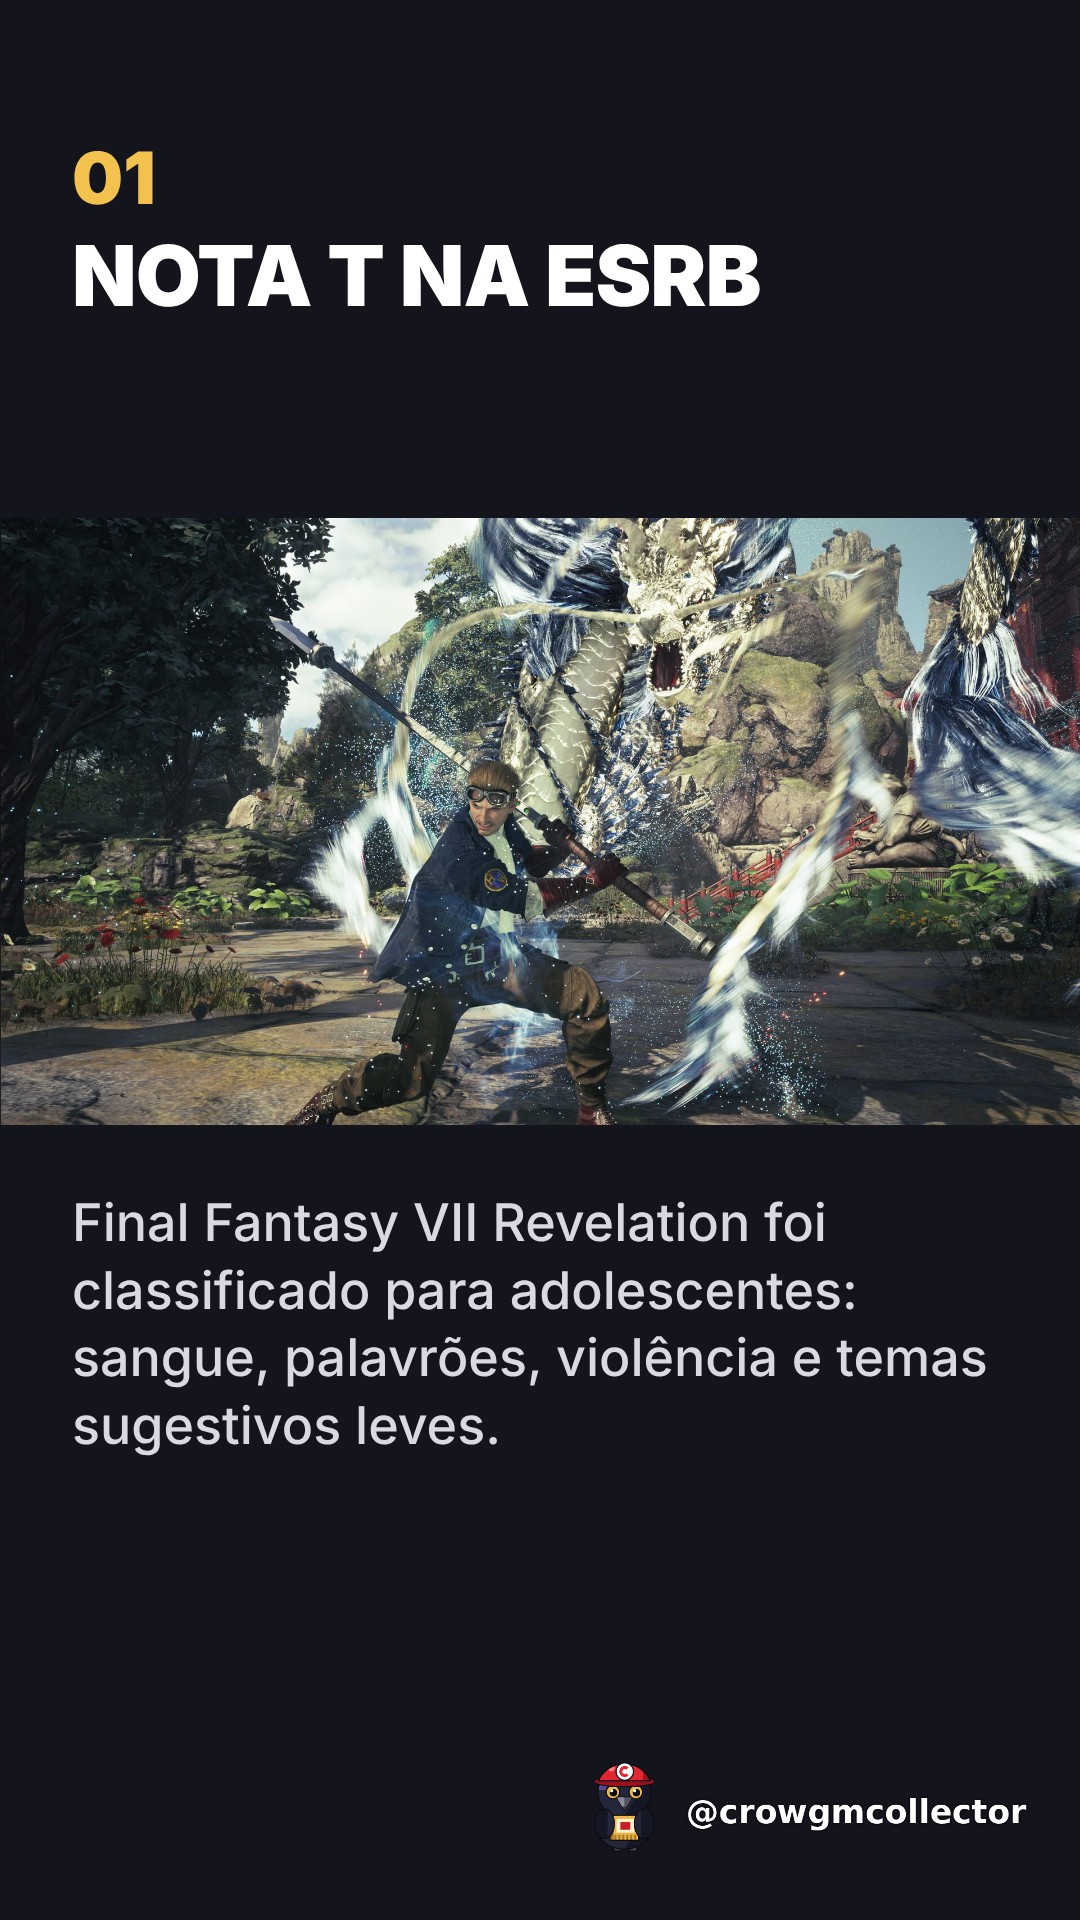 01
NOTA T NA ESRB
Final Fantasy VII Revelation foi
classificado para adolescentes:
sangue, palavrões, violência e temas
sugestivos leves.
C
@crowgmcollector